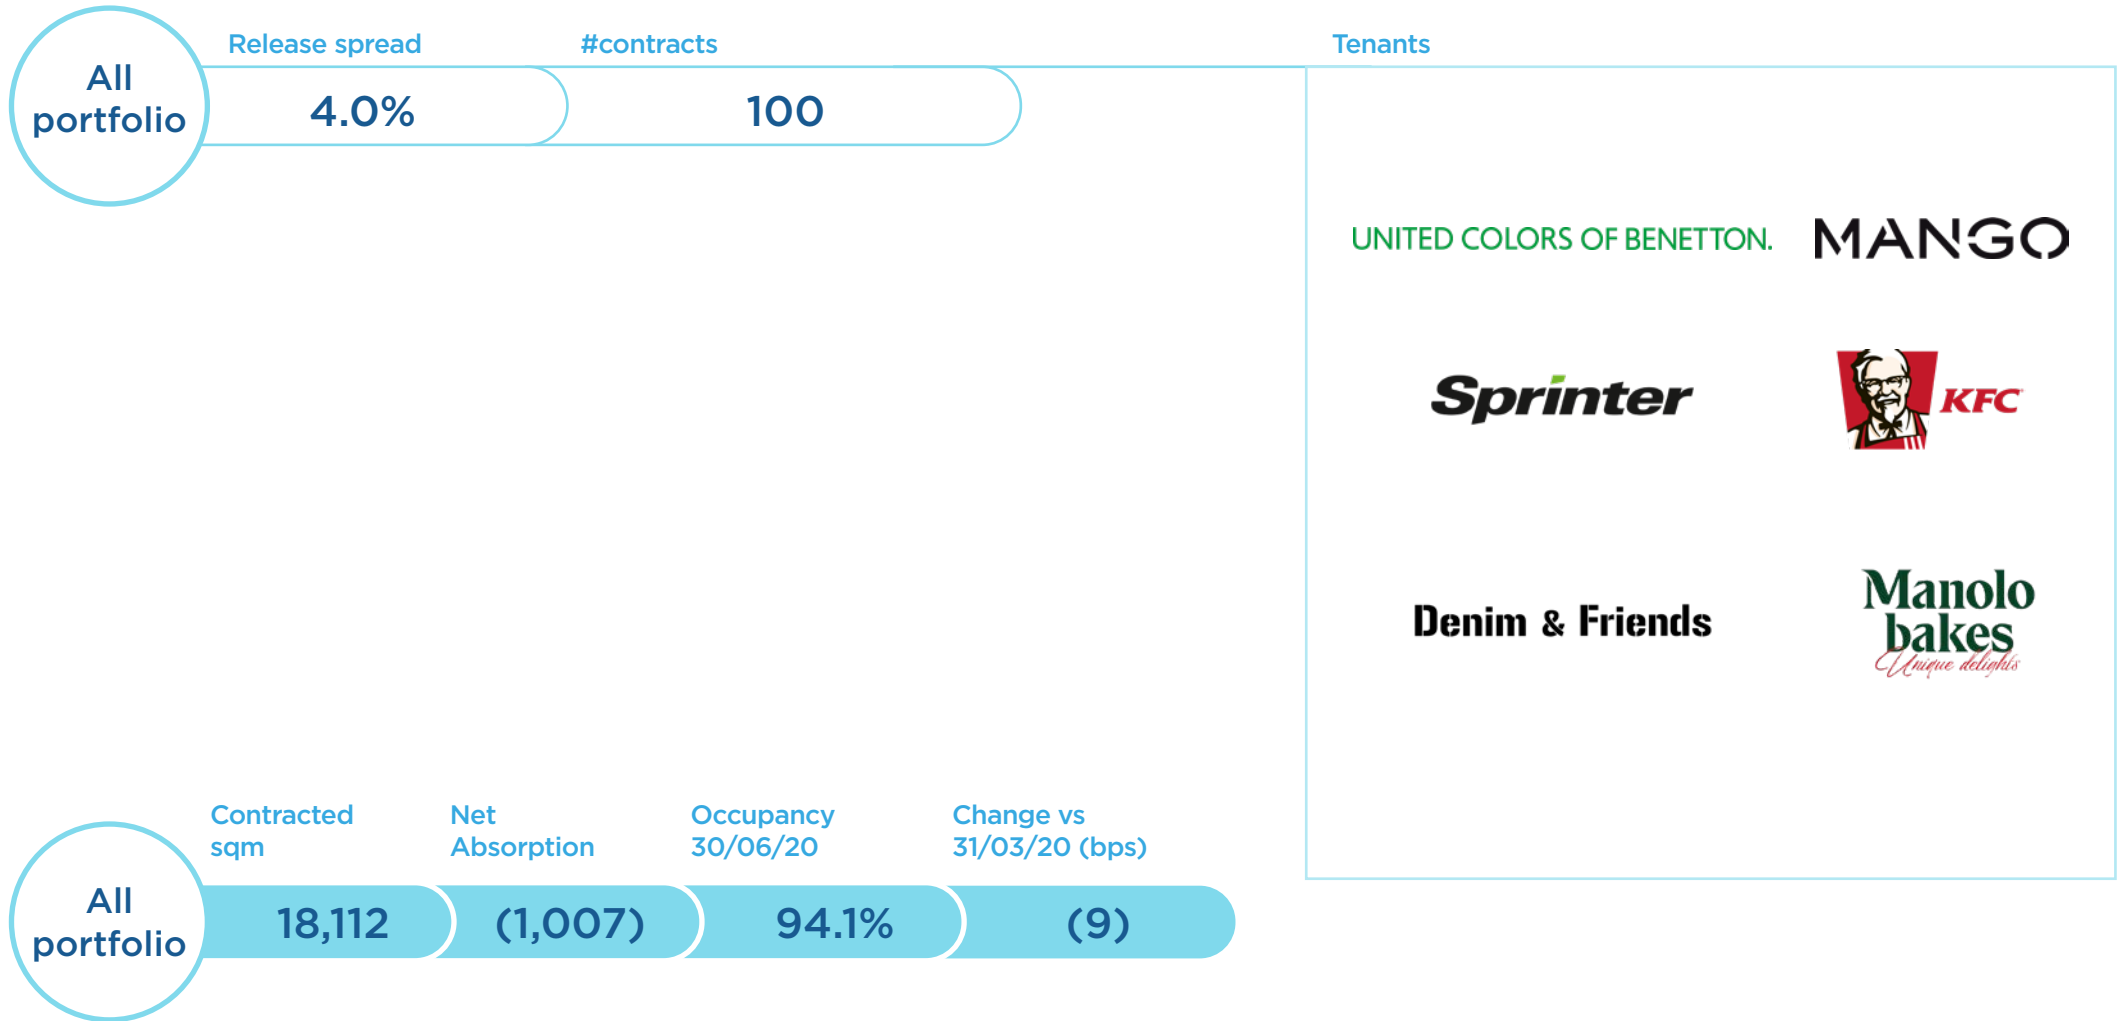 All
portfolio
Release spread
#contracts
Tenants
4.0%
100
UNITED COLORS OF BENETTON.
MANGO
Sprinter
KFC
Denim & Friends
Manolo
bakes
Unique delights
All
portfolio
Contracted
sqm
Net
Absorption
Occupancy
30/06/20
Change vs
31/03/20 (bps)
18,112
(1,007)
94.1%
(9)